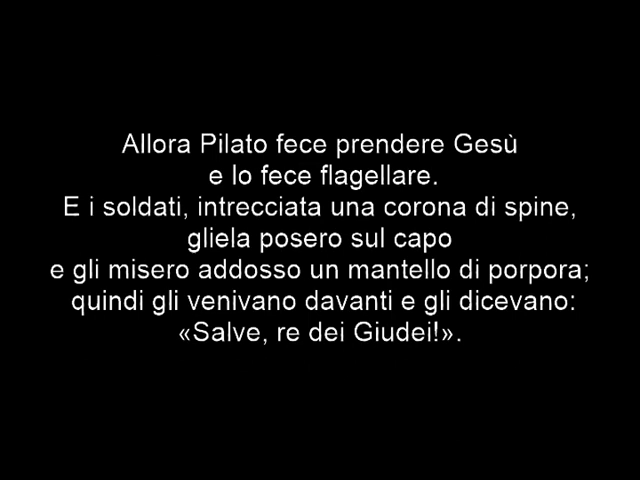 Allora Pilato fece prendere Gesù
e lo fece flagellare.
E i soldati, intrecciata una corona di spine,
gliela posero sul capo
e gli misero addosso un mantello di porpora;
quindi gli venivano davanti e gli dicevano:
«Salve, re dei Giudei!».